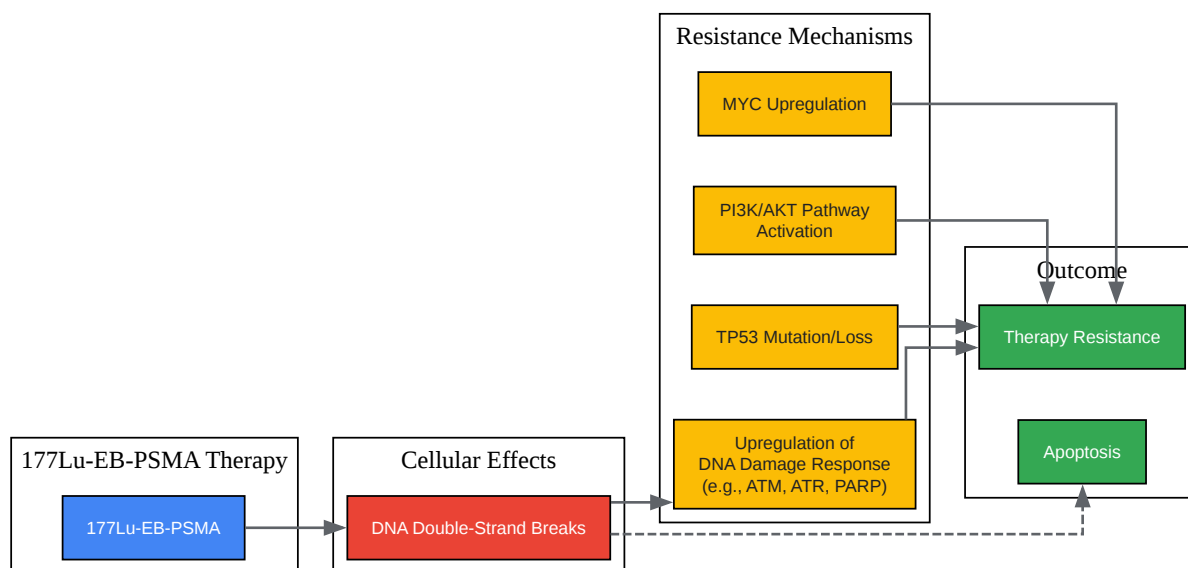 Resistance Mechanisms
MYC Upregulation
PI3K/AKT Pathway
Activation
Outcome
TP53 Mutation/Loss
Therapy Resistance
177Lu-EB-PSMA Therapy
Cellular Effects
Upregulation of
DNA Damage Response
(e.g., ATM, ATR, PARP)
Apoptosis
177Lu-EB-PSMA
DNA Double-Strand Breaks